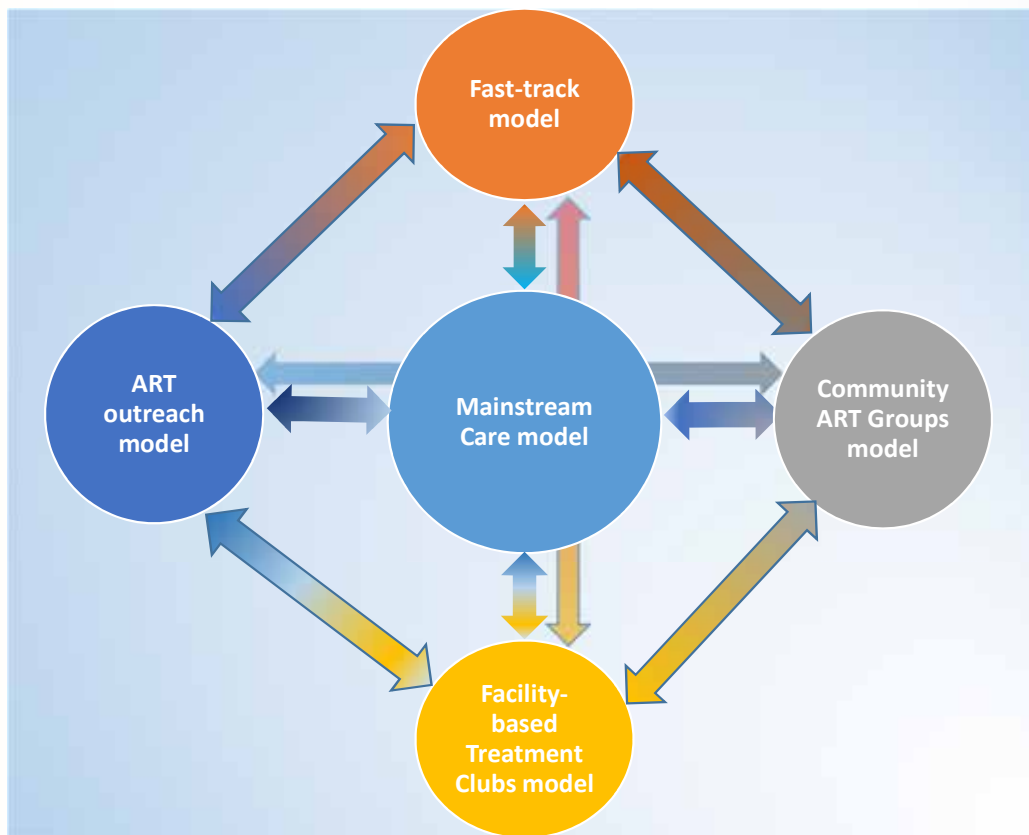 Fast-track
model
ART
outreach
model
Mainstream
Care model
Community
ART Groups
model
Facility-
based
Treatment
Clubs model